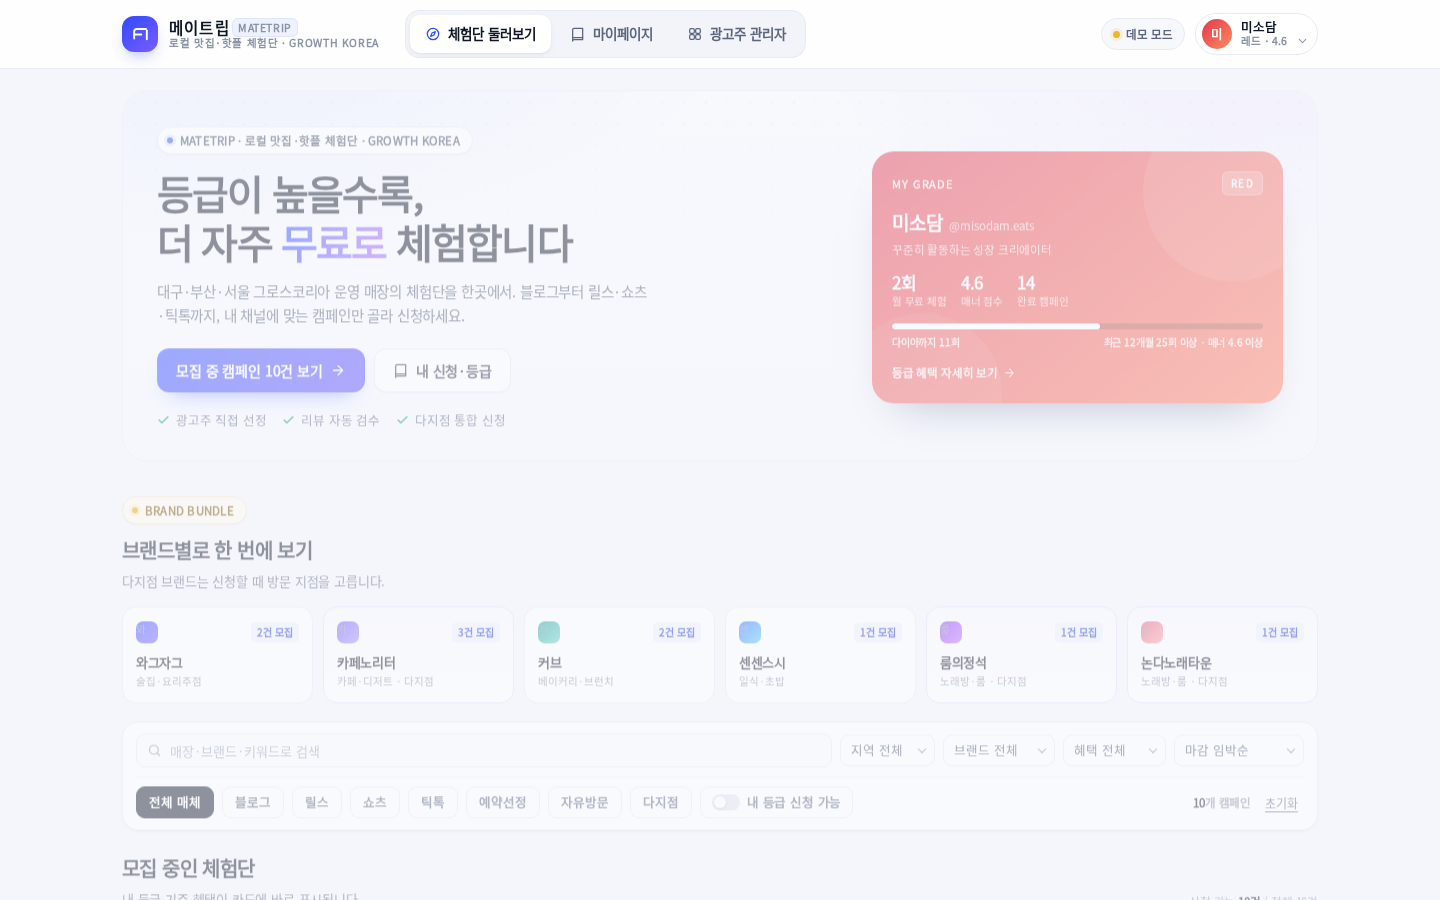 메이트립 MATETRIP
로컬 맛집·핫플 체험단 · GROWTH KOREA
체험단 둘러보기
마이페이지
광고주 관리자
데모 모드
미
미소담
레드 · 4.6
MATETRIP · 로컬 맛집·핫플 체험단 · GROWTH KOREA
등급이 높을수록,
더 자주 무료로 체험합니다
대구·부산·서울 그로스코리아 운영 매장의 체험단을 한곳에서. 블로그부터 릴스·쇼츠
·틱톡까지, 내 채널에 맞는 캠페인만 골라 신청하세요.
모집 중 캠페인 10건 보기
내 신청·등급
광고주 직접 선정
리뷰 자동 검수
다지점 통합 신청
MY GRADE
RED
미소담 @misodam.eats
꾸준히 활동하는 성장 크리에이터
2회
월 무료 체험
4.6
매너 점수
14
완료 캠페인
다이아까지 11회
최근 12개월 25회 이상 · 매너 4.6 이상
등급 혜택 자세히 보기
BRAND BUNDLE
브랜드별로 한 번에 보기
다지점 브랜드는 신청할 때 방문 지점을 고릅니다.
2건 모집
와그자그
술집·요리주점
3건 모집
카페노리터
카페·디저트 · 다지점
2건 모집
커브
베이커리·브런치
1건 모집
센센스시
일식·초밥
1건 모집
룸의정석
노래방·룸 · 다지점
1건 모집
논다노래타운
노래방·룸 · 다지점
매장·브랜드·키워드로 검색
지역 전체
브랜드 전체
혜택 전체
마감 임박순
전체 매체
블로그
릴스
쇼츠
틱톡
예약선정
자유방문
다지점
내 등급 신청 가능
10개 캠페인
초기화
모집 중인 체험단
내 등급 기준 혜택이 카드에 바로 표시됩니다.